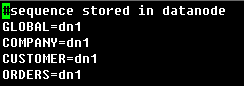 #sequence stored in datanode
GLOBAL=dn1
COMPANY=dn1
CUSTOMER=dn1
ORDERS=dn1